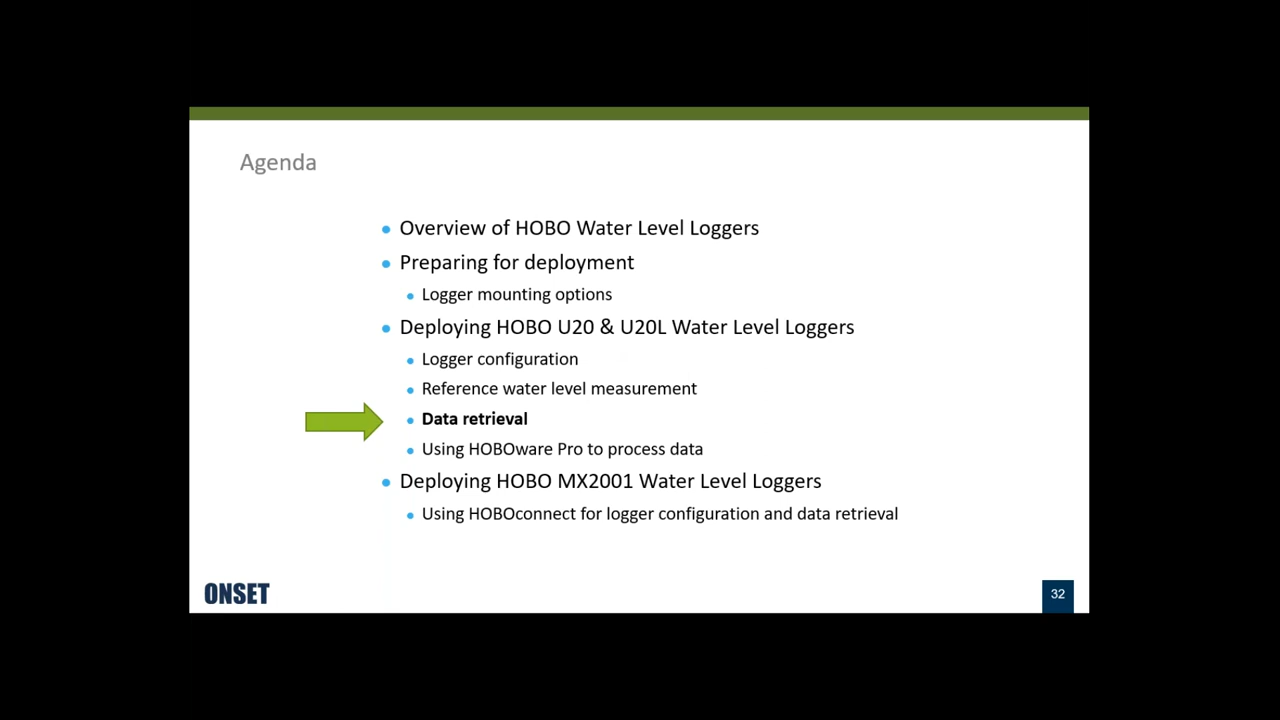 Agenda
Overview of HOBO Water Level Loggers
Preparing for deployment
Logger mounting options
Deploying HOBO U20 & U20L Water Level Loggers
Logger configuration
Reference water level measurement
Data retrieval
Using HOBOware Pro to process data
Deploying HOBO MX2001 Water Level Loggers
Using HOBOconnect for logger configuration and data retrieval
ONSET
32